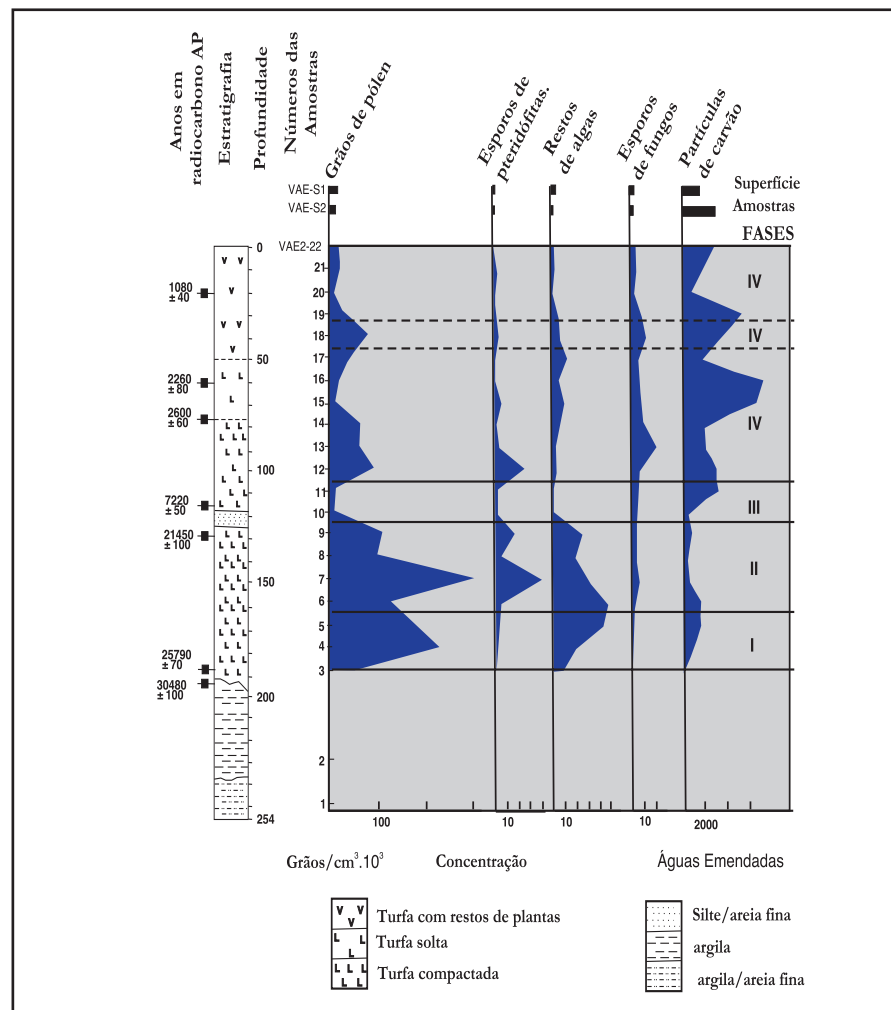 Anos em
radiocarbono AP
Estratigrafia
Profundidade
Números das
Amostras
Grãos de pólen
Esporos de
pteridófitas.
Restos
de algas
Esporos
de fungos
Partículas
de carvão
VAE-S1
Superfície
VAE-S2
Amostras
FASES
0
VAE2-22
21
IV
1080
± 40
20
19
18
IV
50
17
2260
± 80
16
15
2600
± 60
14
IV
13
100
12
11
7220
± 50
III
10
21450
± 100
9
8
II
150
7
6
5
I
4
25790
± 70
3
30480
± 100
200
2
1
254
100
10
10
10
2000
Grãos/cm³.10³
Concentração
Águas Emendadas
Turfa com restos de plantas
Turfa solta
Turfa compactada
Silte/areia fina
argila
argila/areia fina